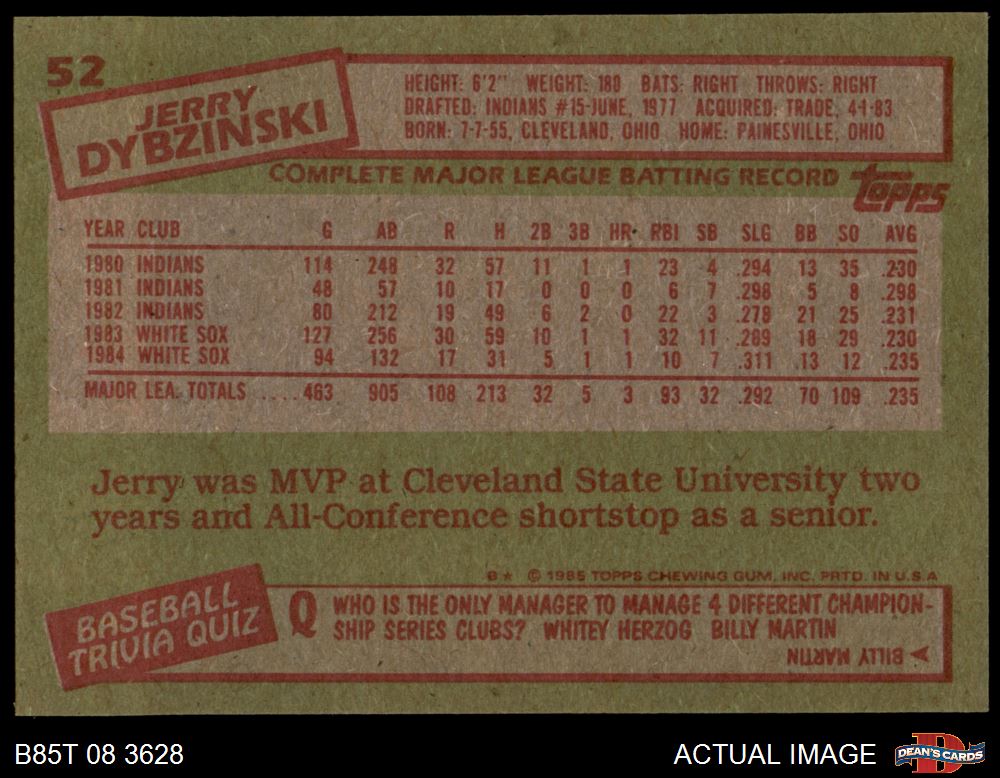 52
JERRY
DYBZINSKI
HEIGHT: 6'2" WEIGHT: 180 BATS: RIGHT THROWS: RIGHT
DRAFTED: INDIANS #15-JUNE, 1977 ACQUIRED: TRADE, 4-1-83
BORN: 7-7-55, CLEVELAND, OHIO HOME: PAINESVILLE, OHIO
COMPLETE MAJOR LEAGUE BATTING RECORD
topps
YEAR CLUB G AB R H 2B 3B HR RBI SB SLG BB SO AVG
1980 INDIANS 114 248 32 57 11 1 1 23 4 .294 13 35 .230
1981 INDIANS 48 57 10 17 0 0 0 6 7 .298 5 8 .298
1982 INDIANS 80 212 19 49 6 2 0 22 3 .278 21 25 .231
1983 WHITE SOX 127 256 30 59 10 1 1 32 11 .289 18 29 .230
1984 WHITE SOX 94 132 17 31 5 1 1 10 7 .311 13 12 .235
MAJOR LEA. TOTALS ....463 905 108 213 32 5 3 93 32 .292 70 109 .235
Jerry was MVP at Cleveland State University two
years and All-Conference shortstop as a senior.
B★ © 1985 TOPPS CHEWING GUM, INC. PRTD. IN U.S.A
BASEBALL
TRIVIA QUIZ
Q WHO IS THE ONLY MANAGER TO MANAGE 4 DIFFERENT CHAMPION-
SHIP SERIES CLUBS? WHITEY HERZOG BILLY MARTIN
A BILLY MARTIN
B85T 08 3628
ACTUAL IMAGE
D
DEAN'S CARDS